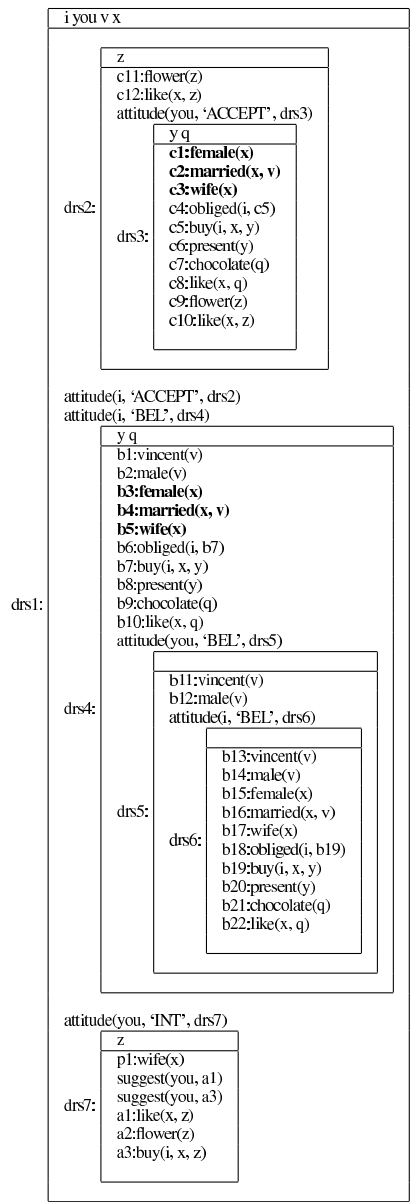 i you v x
z
c11:flower(z)
c12:like(x, z)
attitude(you, ‘ACCEPT’, drs3)
y q
c1:female(x)
c2:married(x, v)
c3:wife(x)
drs2:
c4:obliged(i, c5)
c5:buy(i, x, y)
drs3:
c6:present(y)
c7:chocolate(q)
c8:like(x, q)
c9:flower(z)
c10:like(x, z)
attitude(i, ‘ACCEPT’, drs2)
attitude(i, ‘BEL’, drs4)
y q
b1:vincent(v)
b2:male(v)
b3:female(x)
b4:married(x, v)
b5:wife(x)
b6:obliged(i, b7)
b7:buy(i, x, y)
b8:present(y)
drs1:
b9:chocolate(q)
b10:like(x, q)
attitude(you, ‘BEL’, drs5)
b11:vincent(v)
b12:male(v)
drs4:
attitude(i, ‘BEL’, drs6)
b13:vincent(v)
b14:male(v)
b15:female(x)
b16:married(x, v)
drs5:
b17:wife(x)
drs6:
b18:obliged(i, b19)
b19:buy(i, x, y)
b20:present(y)
b21:chocolate(q)
b22:like(x, q)
attitude(you, ‘INT’, drs7)
z
p1:wife(x)
suggest(you, a1)
drs7:
suggest(you, a3)
a1:like(x, z)
a2:flower(z)
a3:buy(i, x, z)